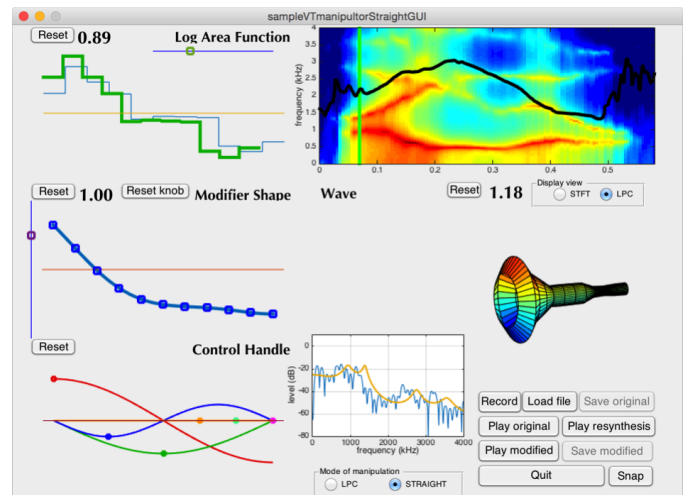 sampleVTmanipultorStraightGUI
Reset 0.89 Log Area Function
4
3.5
3
2.5
2
1.5
1
0.5
0
frequency (kHz)
0 0.1 0.2 0.3 0.4 0.5
Reset 1.00 Reset knob Modifier Shape
Wave Reset 1.18
Display view
STFT LPC
Reset
Control Handle
0
-20
-40
-60
-80
level (dB)
0 1000 2000 3000 4000
frequency (kHz)
Mode of manipulation
LPC STRAIGHT
Record Load file Save original
Play original Play resynthesis
Play modified Save modified
Quit Snap